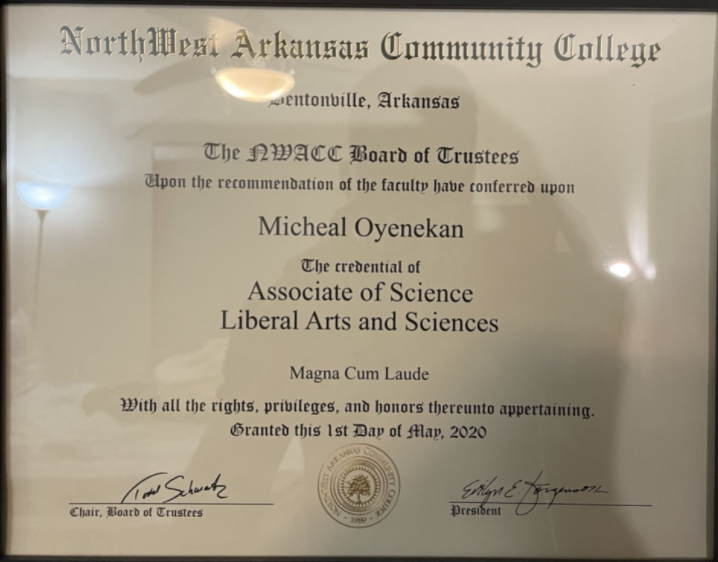 NorthWest Arkansas Community College
Bentonville, Arkansas
The NWACC Board of Trustees
Upon the recommendation of the faculty have conferred upon
Micheal Oyenekan
The credential of
Associate of Science
Liberal Arts and Sciences
Magna Cum Laude
With all the rights, privileges, and honors thereunto appertaining.
Granted this 1st Day of May, 2020
Todd Schwartz
Chair, Board of Trustees
NORTHWEST ARKANSAS COMMUNITY COLLEGE
· 1989 ·
Evelyn E Jorgenson
President